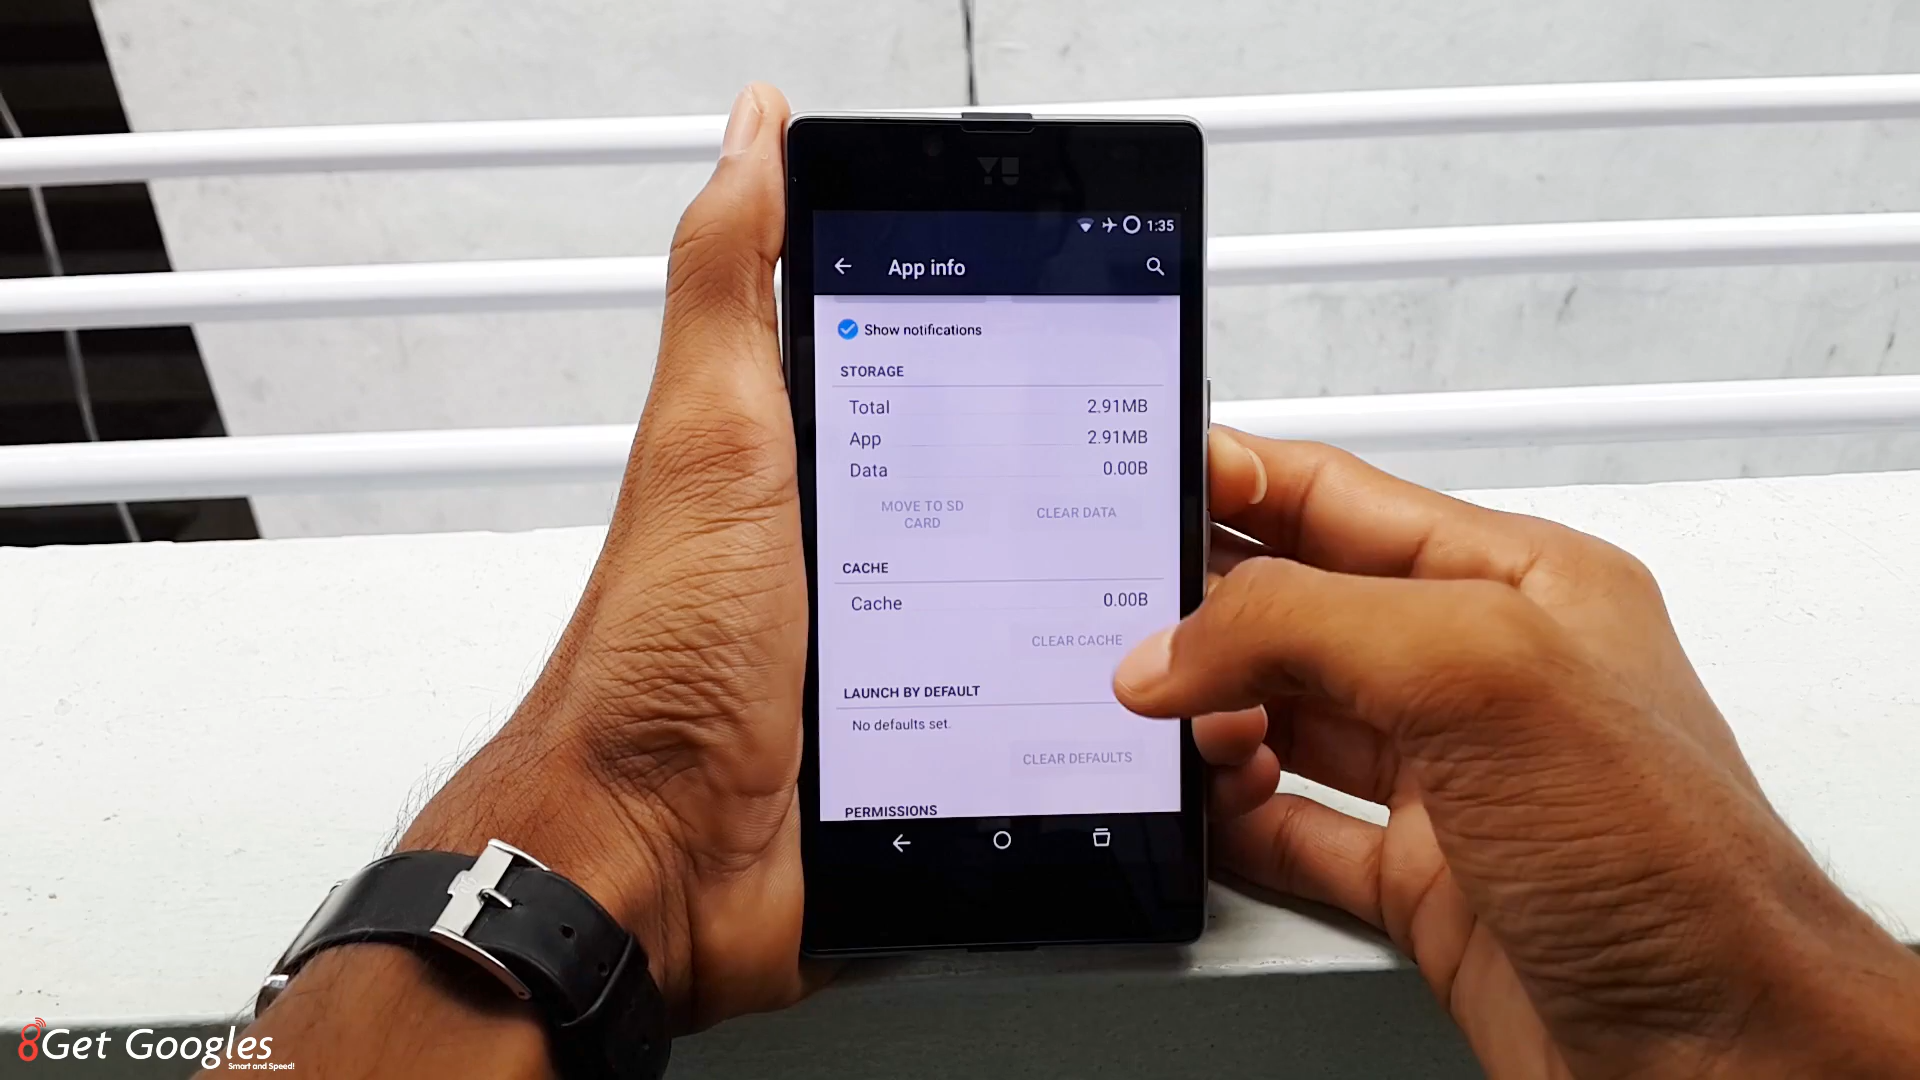 YU
1:35
App info
Show notifications
STORAGE
Total 2.91MB
App 2.91MB
Data 0.00B
MOVE TO SD
CARD
CLEAR DATA
CACHE
Cache 0.00B
CLEAR CACHE
LAUNCH BY DEFAULT
No defaults set.
CLEAR DEFAULTS
PERMISSIONS
8Get Googles
Smart and Speed!